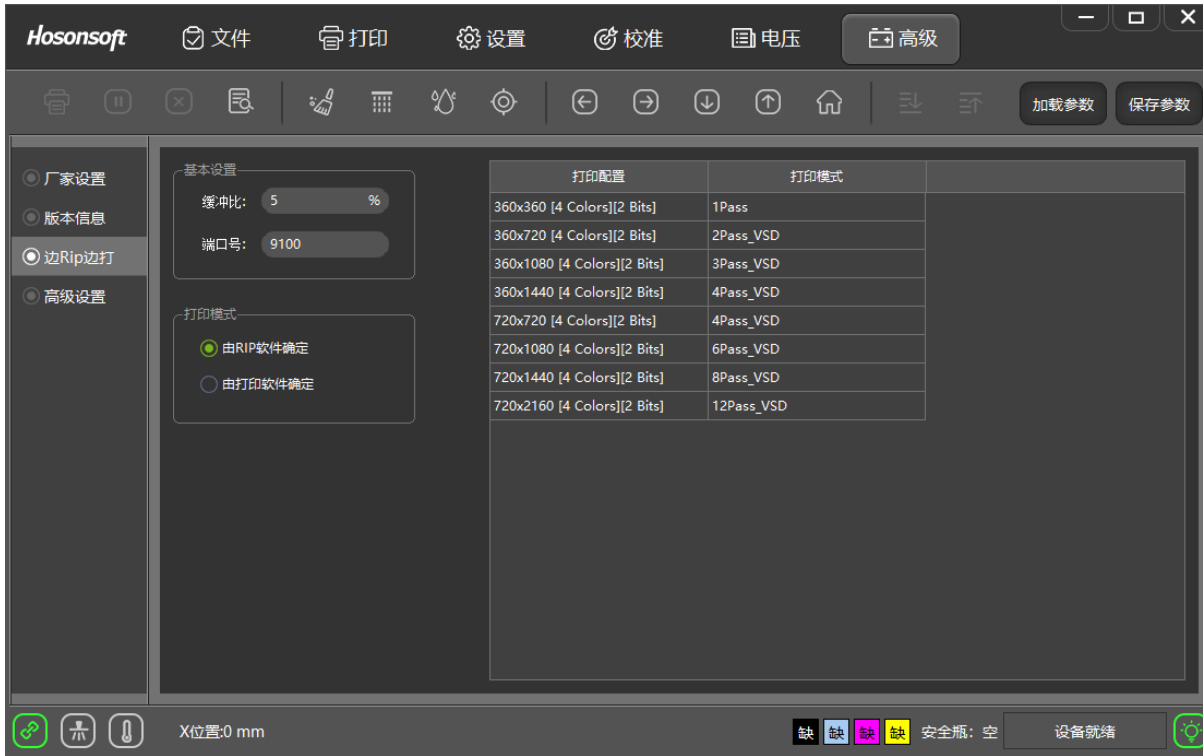 Hosonsoft 文件 打印 设置 校准 电压 高级
加载参数 保存参数
厂家设置
版本信息
边Rip边打
高级设置
基本设置
缓冲比: 5 %
端口号: 9100
打印模式
由RIP软件确定
由打印软件确定
打印配置 打印模式
360x360 [4 Colors][2 Bits] 1Pass
360x720 [4 Colors][2 Bits] 2Pass_VSD
360x1080 [4 Colors][2 Bits] 3Pass_VSD
360x1440 [4 Colors][2 Bits] 4Pass_VSD
720x720 [4 Colors][2 Bits] 4Pass_VSD
720x1080 [4 Colors][2 Bits] 6Pass_VSD
720x1440 [4 Colors][2 Bits] 8Pass_VSD
720x2160 [4 Colors][2 Bits] 12Pass_VSD
X位置:0 mm 缺 缺 缺 缺 安全瓶: 空 设备就绪